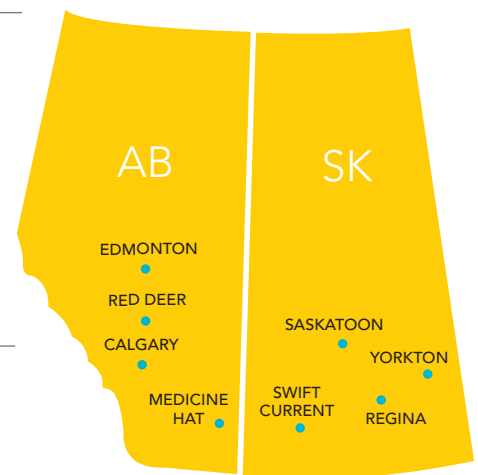 AB
SK
EDMONTON
RED DEER
CALGARY
MEDICINE
HAT
SASKATOON
YORKTON
SWIFT
CURRENT
REGINA